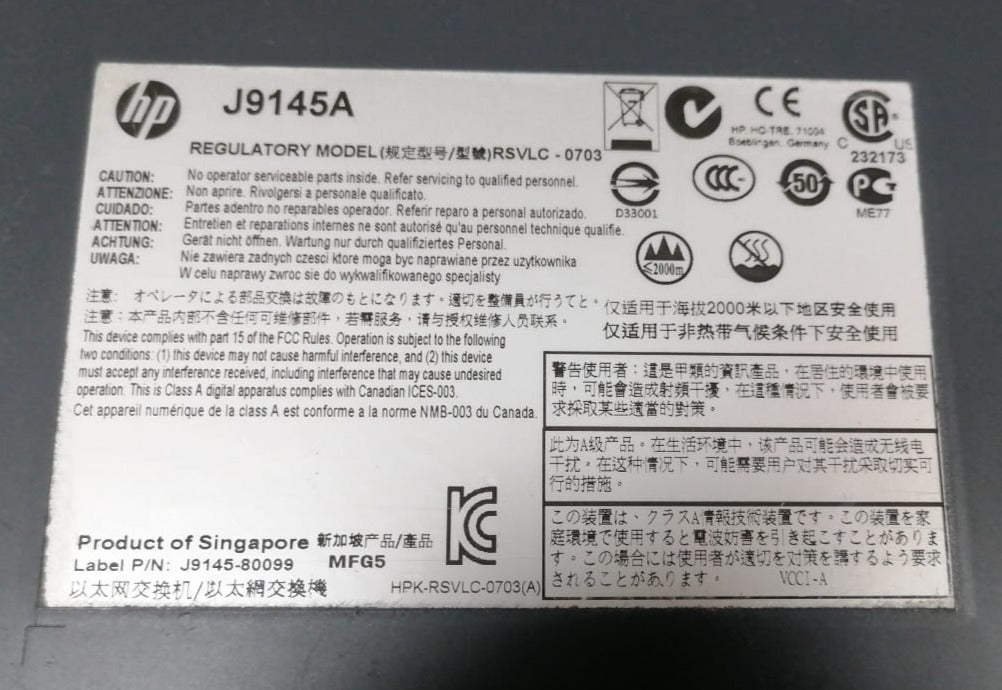 hp
J9145A
REGULATORY MODEL(规定型号/型號)RSVLC - 0703
CE
HP, HQ-TRE, 71004
Boeblingen, Germany
SA
C US
232173
D33001
CCC
50
ME77
≤2000m
CAUTION: No operator serviceable parts inside. Refer servicing to qualified personnel.
ATTENZIONE: Non aprire. Rivolgersi a personale qualificato.
CUIDADO: Partes adentro no reparables operador. Referir reparo a personal autorizado.
ATTENTION: Entretien et reparations internes ne sont autorisé qu'au personnel technique qualifie.
ACHTUNG: Gerät nicht öffnen. Wartung nur durch qualifiziertes Personal.
UWAGA: Nie zawiera zadnych czesci ktore moga byc naprawiane przez uzytkownika
W celu naprawy zwroc sie do wykwalifikowanego specjalisty
注意: オペレータによる部品交換は故障のもとになります。適切を整備員が行うてと。
注意：本产品内部不含任何可维修部件，若需服务，请与授权维修人员联系。
仅适用于海拔2000米以下地区安全使用
仅适用于非热带气候条件下安全使用
This device complies with part 15 of the FCC Rules. Operation is subject to the following
two conditions: (1) this device may not cause harmful interference, and (2) this device
must accept any interference received, including interference that may cause undesired
operation. This is Class A digital apparatus complies with Canadian ICES-003.
Cet appareil numérique de la class A est conforme a la norme NMB-003 du Canada.
警告使用者：這是甲類的資訊產品，在居住的環境中使用
時，可能會造成射頻干擾，在這種情況下，使用者會被要
求採取某些適當的對策。
此为A级产品。在生活环境中，该产品可能会造成无线电
干扰。在这种情况下，可能需要用户对其干扰采取切实可
行的措施。
この装置は、クラスA情報技術装置です。この装置を家
庭環境で使用すると電波妨害を引き起こすことがありま
す。この場合には使用者が適切を対策を講するよう要求
されることがあります。 VCCI-A
Product of Singapore 新加坡产品/產品
Label P/N: J9145-80099 MFG5
以太网交换机/以太網交換機
HPK-RSVLC-0703(A)